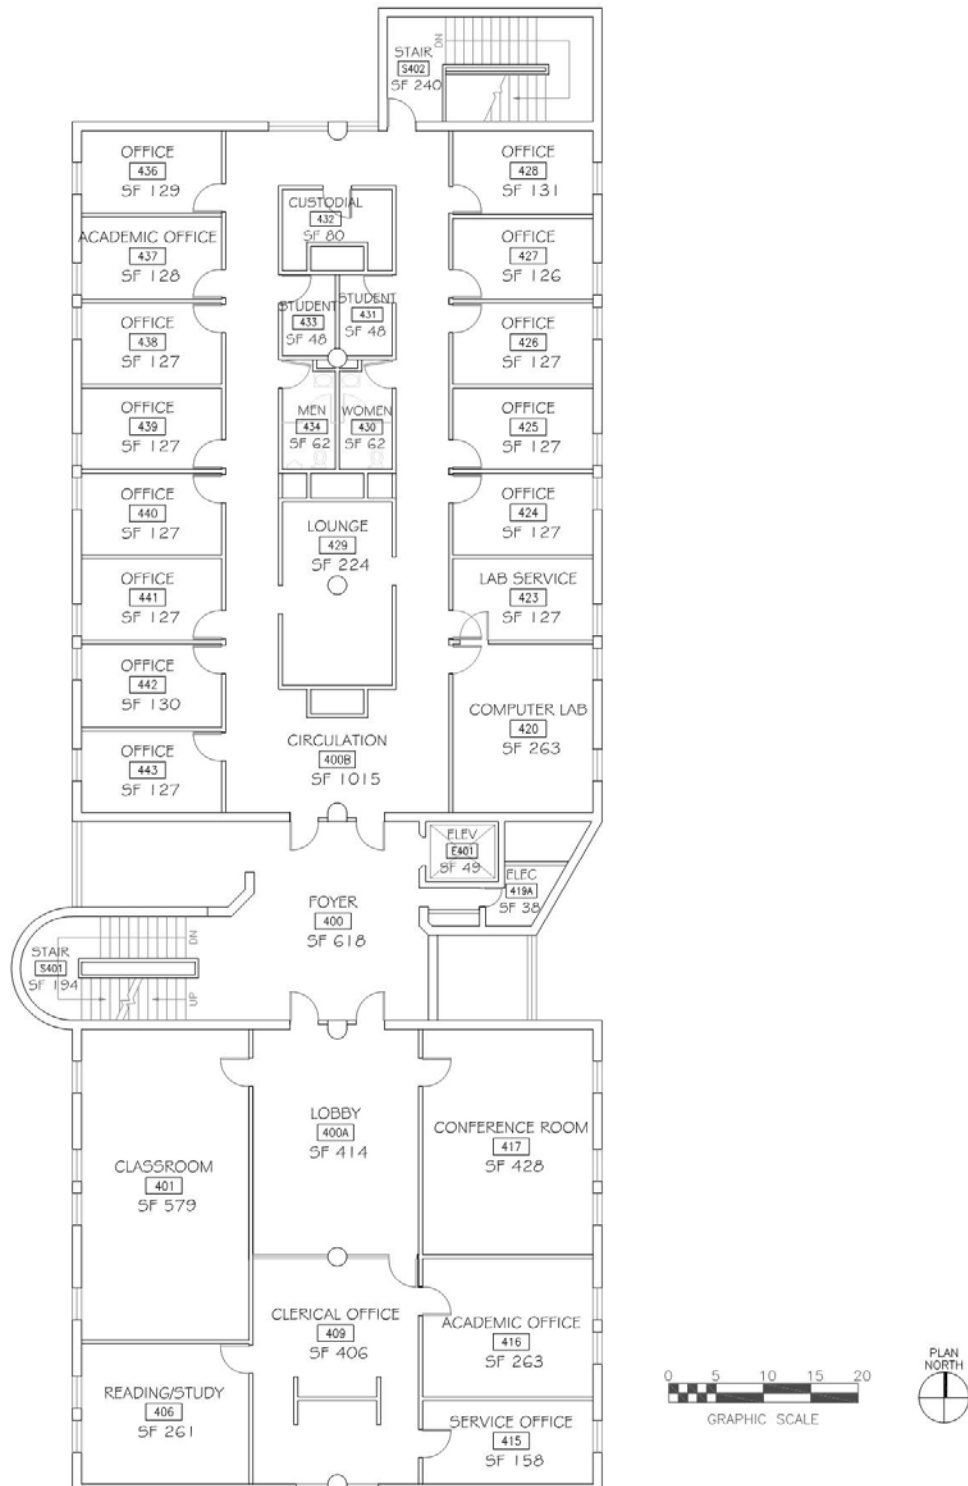 STAIR
S402
SF 240
DN
OFFICE
436
SF 129
OFFICE
428
SF 131
CUSTODIAL
432
SF 80
ACADEMIC OFFICE
437
SF 128
OFFICE
427
SF 126
STUDENT
433
SF 48
STUDENT
431
SF 48
OFFICE
438
SF 127
OFFICE
426
SF 127
OFFICE
439
SF 127
MEN
434
SF 62
WOMEN
430
SF 62
OFFICE
425
SF 127
OFFICE
440
SF 127
LOUNGE
429
SF 224
OFFICE
424
SF 127
OFFICE
441
SF 127
LAB SERVICE
423
SF 127
OFFICE
442
SF 130
COMPUTER LAB
420
SF 263
OFFICE
443
SF 127
CIRCULATION
400B
SF 1015
ELEV
E401
SF 49
ELEC
419A
SF 38
FOYER
400
SF 618
STAIR
S401
SF 194
DN
UP
LOBBY
400A
SF 414
CONFERENCE ROOM
417
SF 428
CLASSROOM
401
SF 579
CLERICAL OFFICE
409
SF 406
ACADEMIC OFFICE
416
SF 263
READING/STUDY
406
SF 261
SERVICE OFFICE
415
SF 158
0 5 10 15 20
GRAPHIC SCALE
PLAN
NORTH